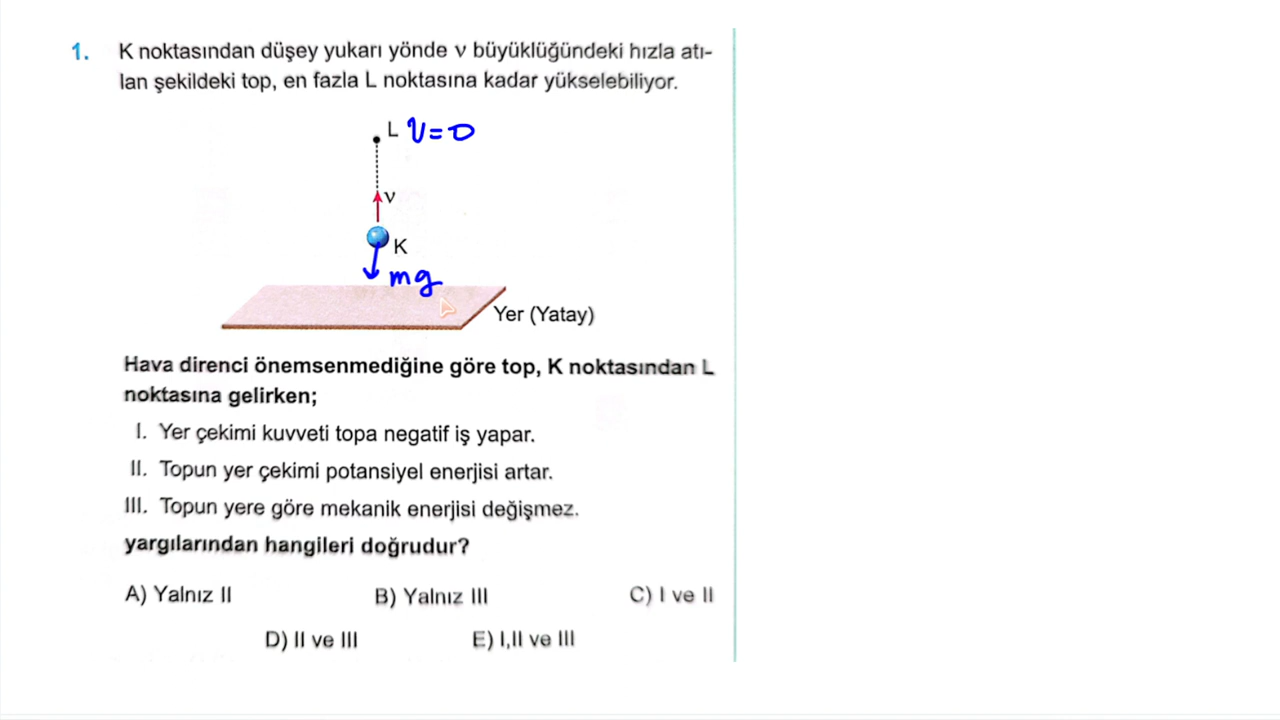 1. K noktasından düşey yukarı yönde v büyüklüğündeki hızla atı-
lan şekildeki top, en fazla L noktasına kadar yükselebiliyor.
L V=0
v
K
mg
Yer (Yatay)
Hava direnci önemsenmediğine göre top, K noktasından L
noktasına gelirken;
I. Yer çekimi kuvveti topa negatif iş yapar.
II. Topun yer çekimi potansiyel enerjisi artar.
III. Topun yere göre mekanik enerjisi değişmez.
yargılarından hangileri doğrudur?
A) Yalnız II B) Yalnız III C) I ve II
D) II ve III E) I,II ve III